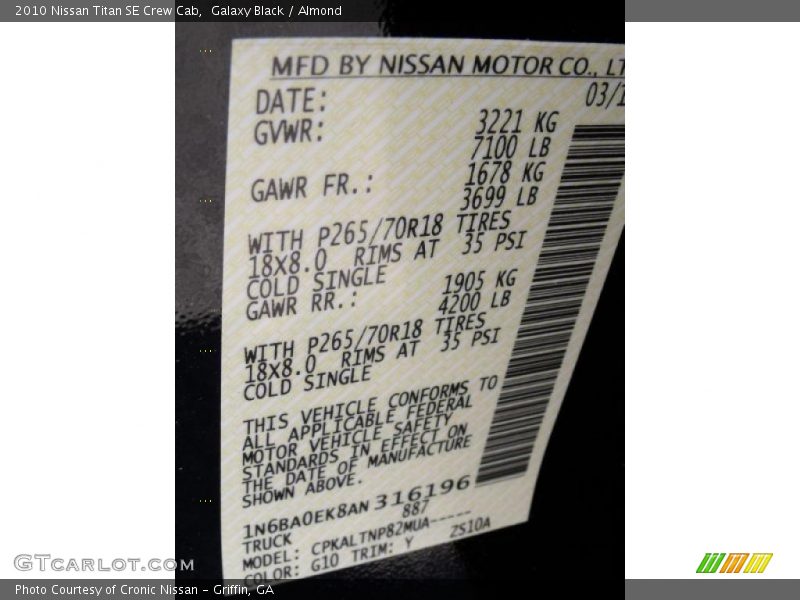 2010 Nissan Titan SE Crew Cab,  Galaxy Black / Almond
MFD BY NISSAN MOTOR CO., LT
DATE: 03/1
GVWR: 3221 KG
7100 LB
GAWR FR.: 1678 KG
3699 LB
WITH P265/70R18 TIRES
18X8.0 RIMS AT 35 PSI
COLD SINGLE
GAWR RR.: 1905 KG
4200 LB
WITH P265/70R18 TIRES
18X8.0 RIMS AT 35 PSI
COLD SINGLE
THIS VEHICLE CONFORMS TO
ALL APPLICABLE FEDERAL
MOTOR VEHICLE SAFETY
STANDARDS IN EFFECT ON
THE DATE OF MANUFACTURE
SHOWN ABOVE.
1N6BA0EK8AN 316196
TRUCK 887
MODEL: CPKALTNP82MUA-----
COLOR: G10 TRIM: Y ZS10A
GTCarLot.com
Photo Courtesy of Cronic Nissan - Griffin, GA